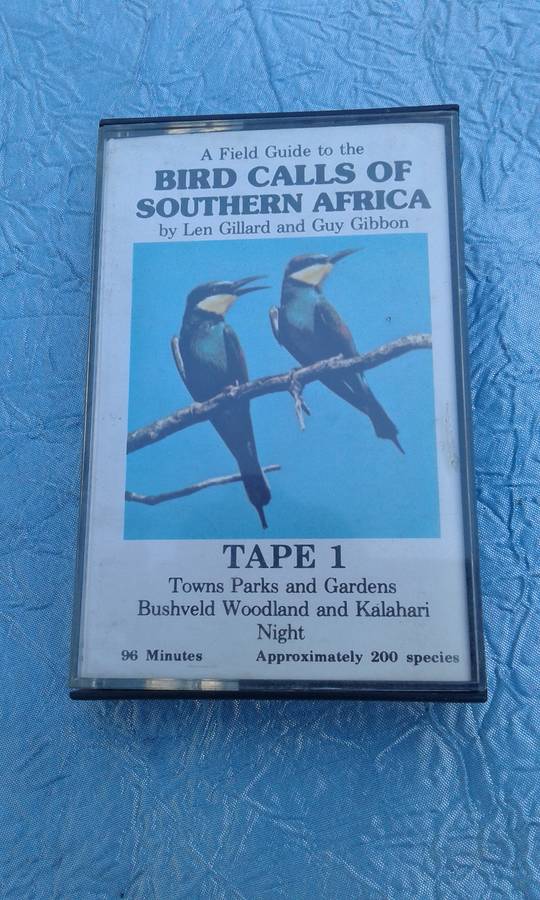 A Field Guide to the
BIRD CALLS OF
SOUTHERN AFRICA
by Len Gillard and Guy Gibbon
TAPE 1
Towns Parks and Gardens
Bushveld Woodland and Kalahari
Night
96 Minutes Approximately 200 species